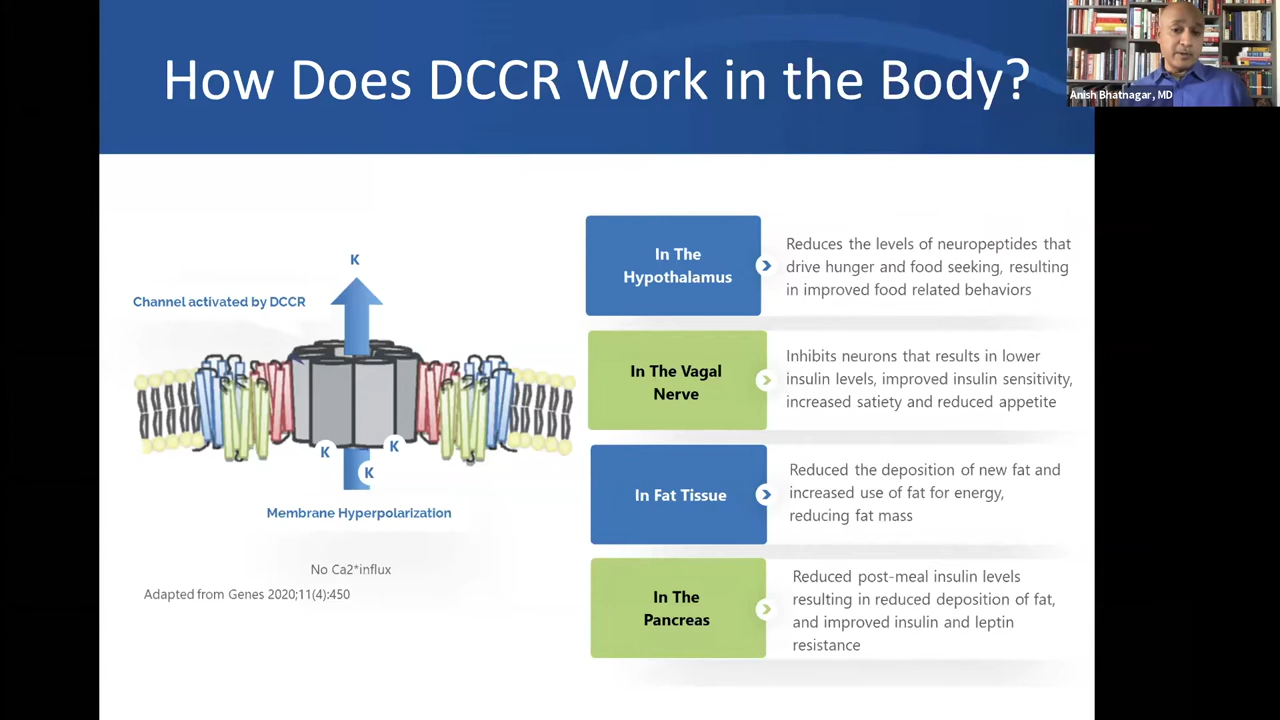 How Does DCCR Work in the Body?
Anish Bhatnagar, MD
K
Channel activated by DCCR
K
K
K
Membrane Hyperpolarization
No Ca2*influx
Adapted from Genes 2020;11(4):450
In The
Hypothalamus
Reduces the levels of neuropeptides that
drive hunger and food seeking, resulting
in improved food related behaviors
In The Vagal
Nerve
Inhibits neurons that results in lower
insulin levels, improved insulin sensitivity,
increased satiety and reduced appetite
In Fat Tissue
Reduced the deposition of new fat and
increased use of fat for energy,
reducing fat mass
In The
Pancreas
Reduced post-meal insulin levels
resulting in reduced deposition of fat,
and improved insulin and leptin
resistance